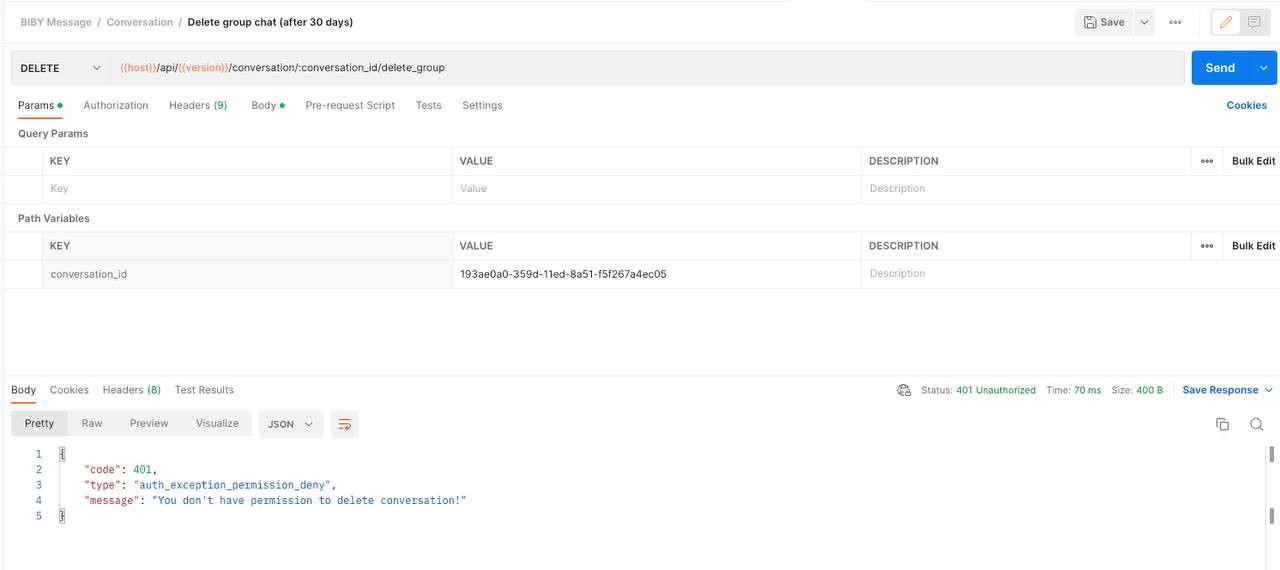 BIBY Message / Conversation / Delete group chat (after 30 days)
Save
DELETE {{host}}/api/{{version}}/conversation/:conversation_id/delete_group Send
Params Authorization Headers (9) Body Pre-request Script Tests Settings Cookies
Query Params
KEY VALUE DESCRIPTION Bulk Edit
Key Value Description
Path Variables
KEY VALUE DESCRIPTION Bulk Edit
conversation_id 193ae0a0-359d-11ed-8a51-f5f267a4ec05 Description
Body Cookies Headers (8) Test Results Status: 401 Unauthorized Time: 70 ms Size: 400 B Save Response
Pretty Raw Preview Visualize JSON
1 {
2 "code": 401,
3 "type": "auth_exception_permission_deny",
4 "message": "You don't have permission to delete conversation!"
5 }